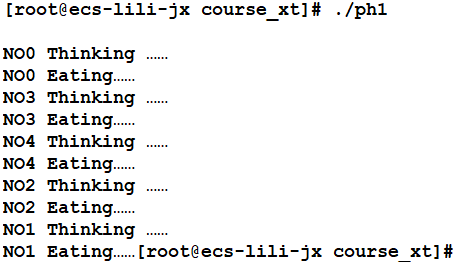 [root@ecs-lili-jx course_xt]# ./ph1
NO0 Thinking ……
NO0 Eating……
NO3 Thinking ……
NO3 Eating……
NO4 Thinking ……
NO4 Eating……
NO2 Thinking ……
NO2 Eating……
NO1 Thinking ……
NO1 Eating……[root@ecs-lili-jx course_xt]#